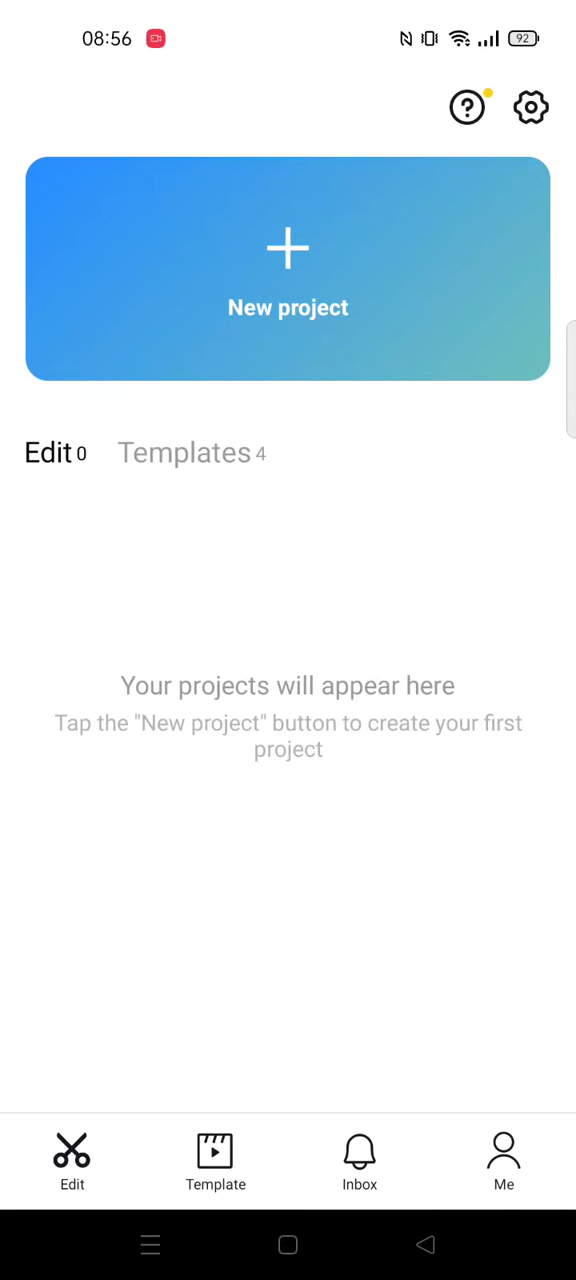 08:56
92
New project
Edit 0 Templates 4
Your projects will appear here
Tap the "New project" button to create your first
project
Edit Template Inbox Me